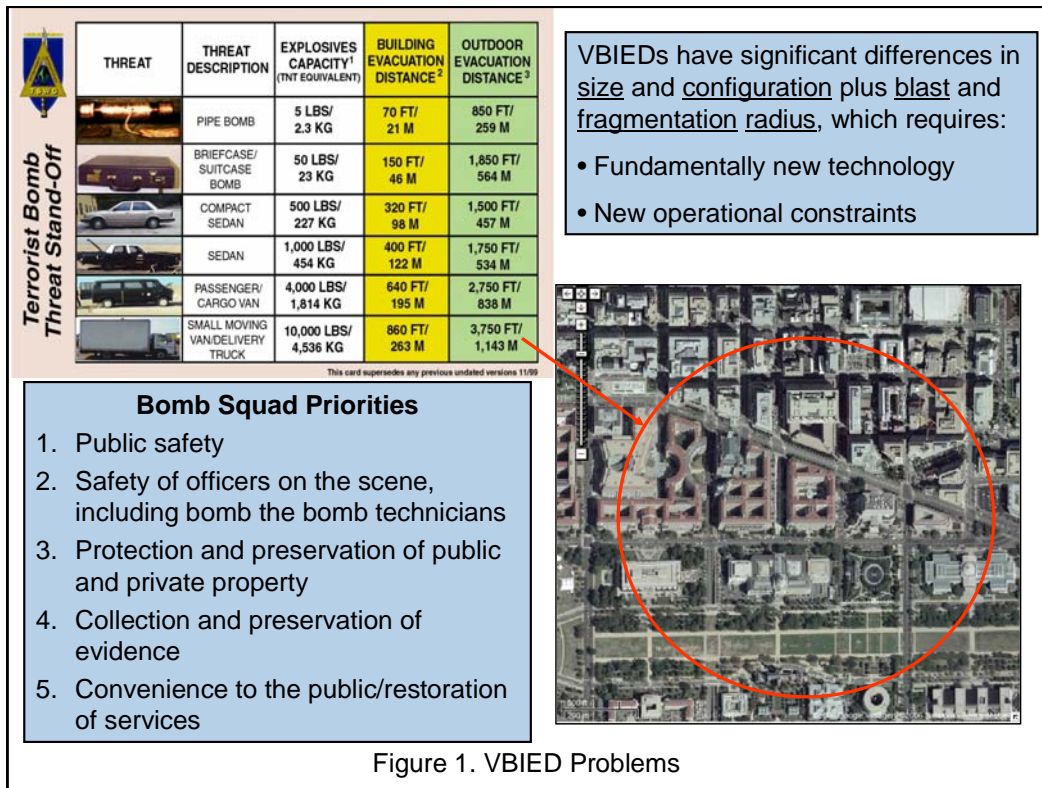 Terrorist Bomb
Threat Stand-Off
TSWG
THREAT
THREAT
DESCRIPTION
EXPLOSIVES
CAPACITY1
(TNT EQUIVALENT)
BUILDING
EVACUATION
DISTANCE2
OUTDOOR
EVACUATION
DISTANCE3
PIPE BOMB
5 LBS/
2.3 KG
70 FT/
21 M
850 FT/
259 M
BRIEFCASE/
SUITCASE
BOMB
50 LBS/
23 KG
150 FT/
46 M
1,850 FT/
564 M
COMPACT
SEDAN
500 LBS/
227 KG
320 FT/
98 M
1,500 FT/
457 M
SEDAN
1,000 LBS/
454 KG
400 FT/
122 M
1,750 FT/
534 M
PASSENGER/
CARGO VAN
4,000 LBS/
1,814 KG
640 FT/
195 M
2,750 FT/
838 M
SMALL MOVING
VAN/DELIVERY
TRUCK
10,000 LBS/
4,536 KG
860 FT/
263 M
3,750 FT/
1,143 M
This card supersedes any previous undated versions 11/99
VBIEDs have significant differences in
size and configuration plus blast and
fragmentation radius, which requires:
• Fundamentally new technology
• New operational constraints
Bomb Squad Priorities
1. Public safety
2. Safety of officers on the scene,
including bomb the bomb technicians
3. Protection and preservation of public
and private property
4. Collection and preservation of
evidence
5. Convenience to the public/restoration
of services
Figure 1. VBIED Problems